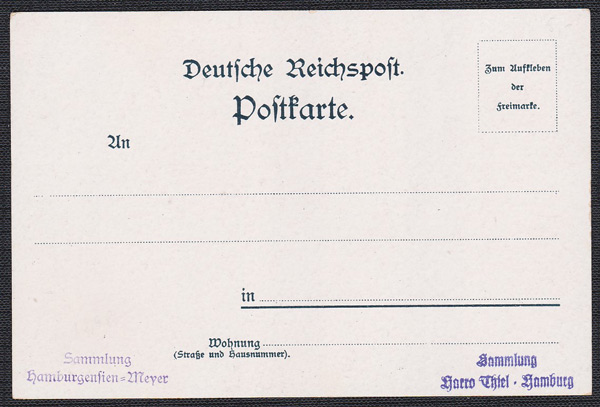 Deutsche Reichspost.
Postkarte.
Zum Aufkleben
der
Freimarke.
An
in
Wohnung
(Straße und Hausnummer).
Sammlung
Hamburgensien=Meyer
Sammlung
Haero Thiel · Hamburg